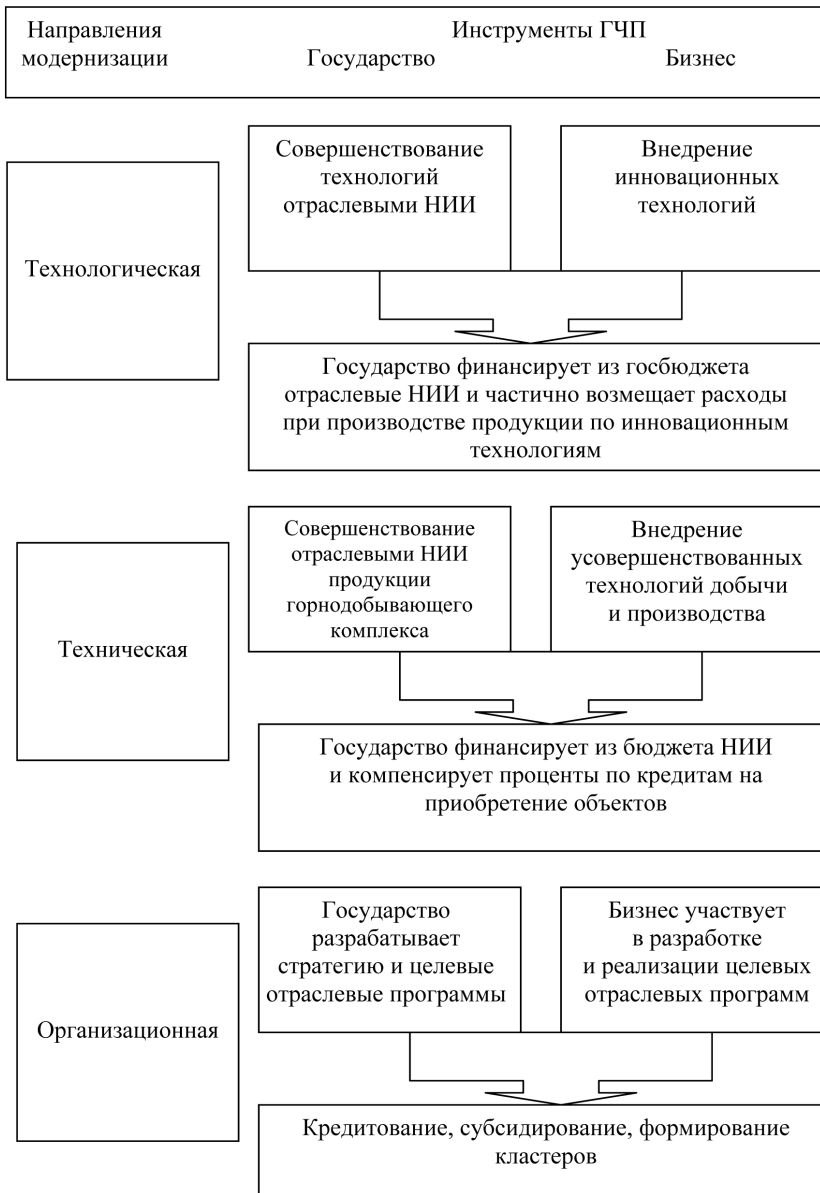 Направления
модернизации
Инструменты ГЧП
Государство
Бизнес
Технологическая
Совершенствование
технологий
отраслевыми НИИ
Внедрение
инновационных
технологий
Государство финансирует из госбюджета
отраслевые НИИ и частично возмещает расходы
при производстве продукции по инновационным
технологиям
Техническая
Совершенствование
отраслевыми НИИ
продукции
горнодобывающего
комплекса
Внедрение
усовершенствованных
технологий добычи
и производства
Государство финансирует из бюджета НИИ
и компенсирует проценты по кредитам на
приобретение объектов
Организационная
Государство
разрабатывает
стратегию и целевые
отраслевые программы
Бизнес участвует
в разработке
и реализации целевых
отраслевых программ
Кредитование, субсидирование, формирование
кластеров